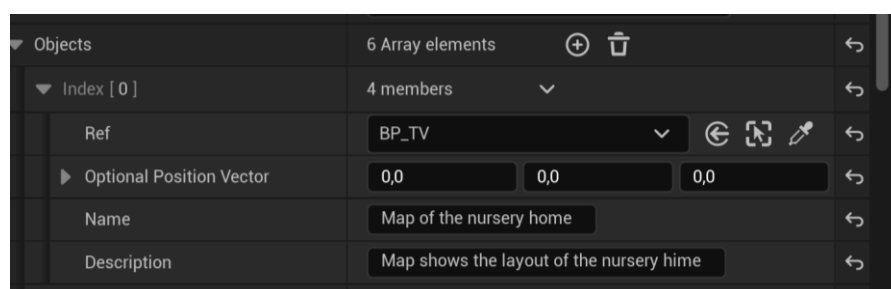 Objects 6 Array elements
Index [ 0 ] 4 members
Ref BP_TV
Optional Position Vector 0,0 0,0 0,0
Name Map of the nursery home
Description Map shows the layout of the nursery hime